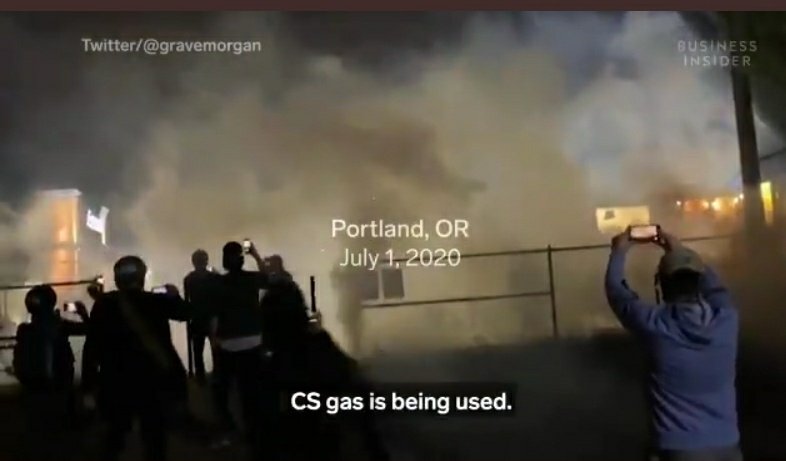 Twitter/@gravemorgan
BUSINESS
INSIDER
Portland, OR
July 1, 2020
CS gas is being used.